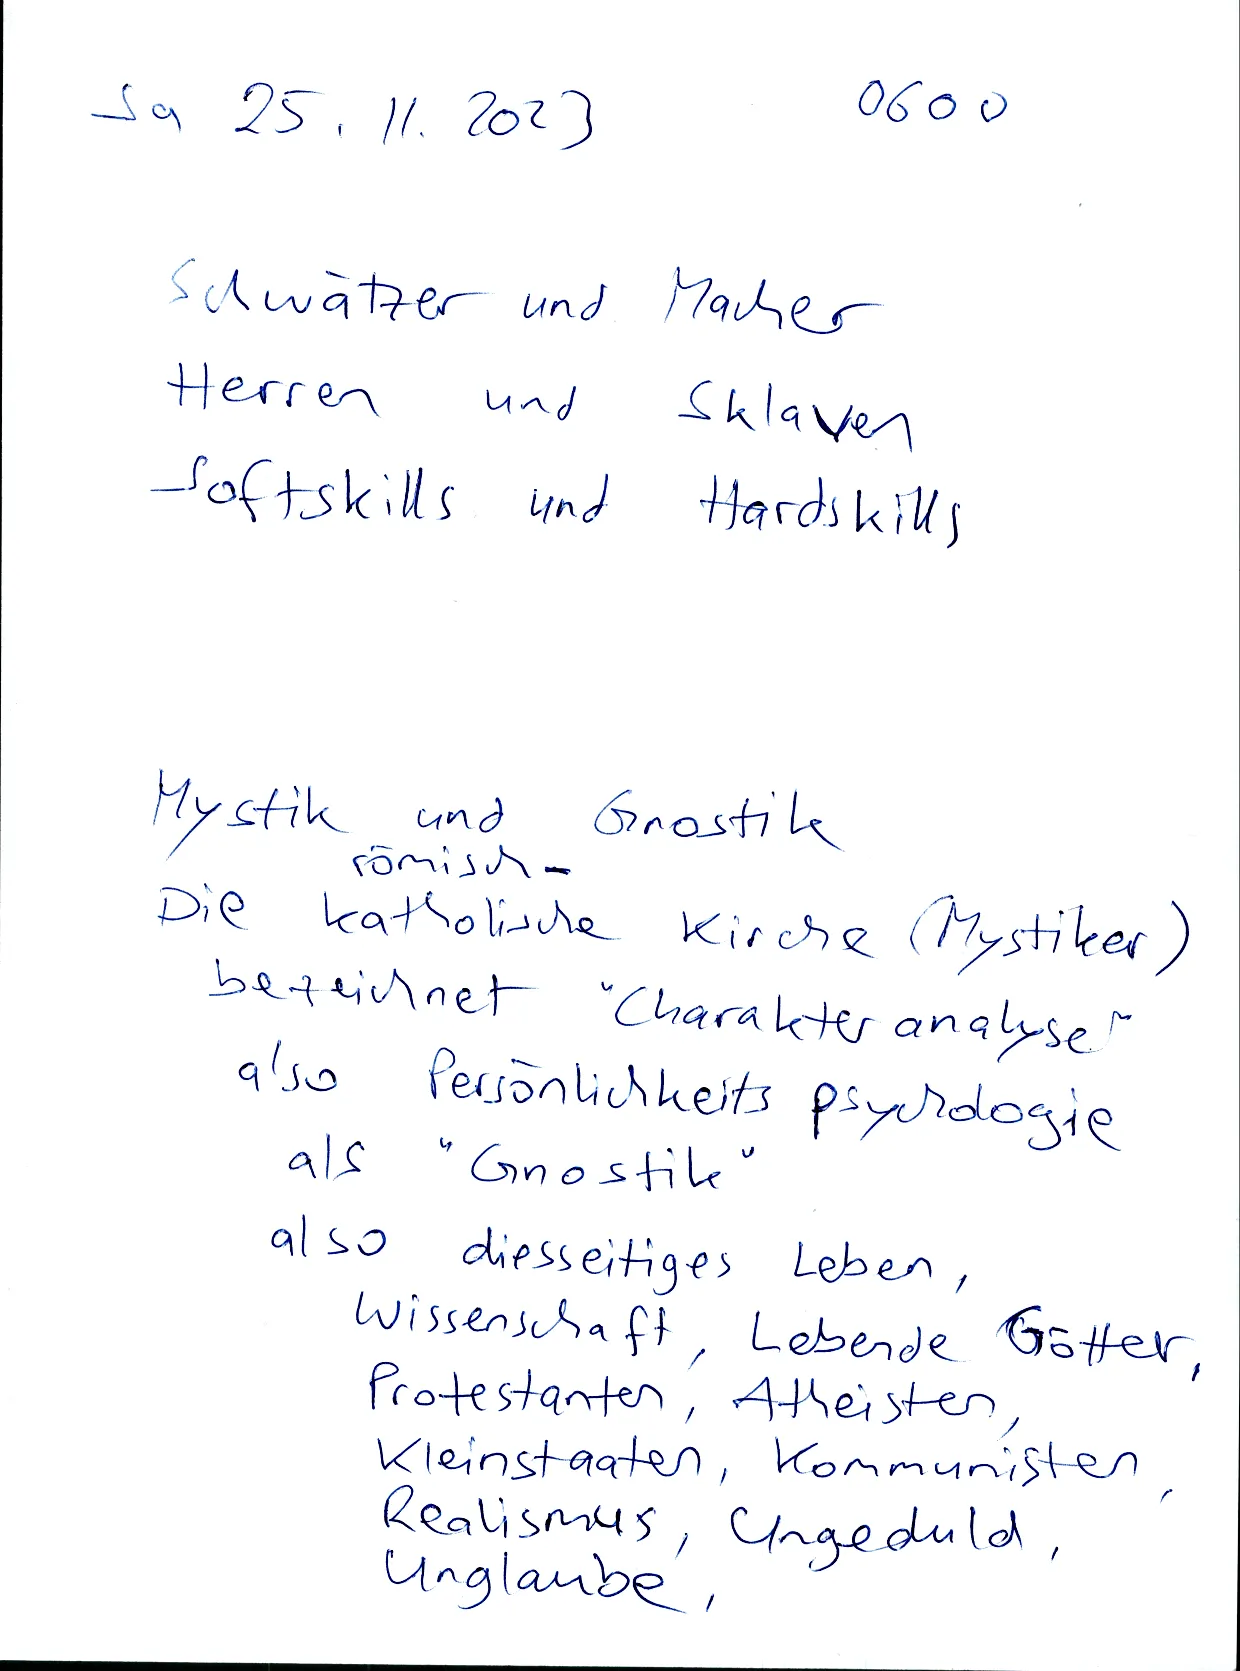 Sa 25. 11. 2023 0600
Schwätzer und Macher
Herren und Sklaven
Softskills und Hardskills
Mystik und Gnostik
römisch-
Die katholische Kirche (Mystiker)
bezeichnet "Charakteranalyse"
also Persönlichkeitspsychologie
als "Gnostik"
also diesseitiges Leben,
Wissenschaft, Lebende Götter,
Protestanten, Atheisten,
Kleinstaaten, Kommunisten,
Realismus, Ungeduld,
Unglaube,